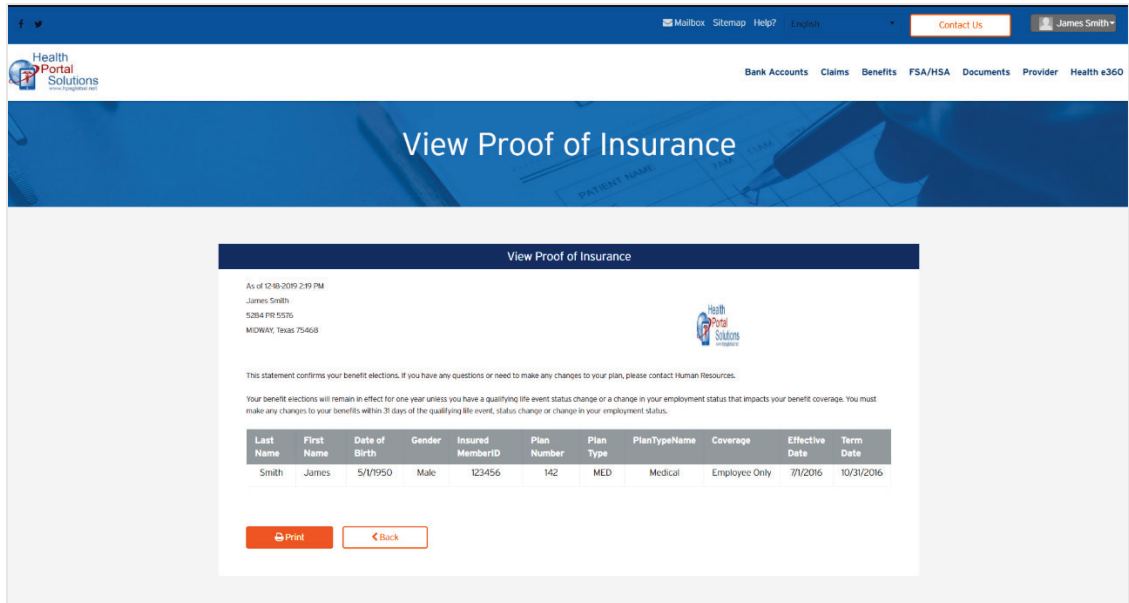 Mailbox Sitemap Help? English Contact Us James Smith
Health
Portal
Solutions
www.hpsglobal.net
Bank Accounts Claims Benefits FSA/HSA Documents Provider Health e360
View Proof of Insurance
PATIENT NAME
View Proof of Insurance
As of 12-18-2019 2:19 PM
James Smith
5284 PR 5576
MIDWAY, Texas 75468
Health
Portal
Solutions
This statement confirms your benefit elections. If you have any questions or need to make any changes to your plan, please contact Human Resources.
Your benefit elections will remain in effect for one year unless you have a qualifying life event status change or a change in your employment status that impacts your benefit coverage. You must
make any changes to your benefits within 31 days of the qualifying life event, status change or change in your employment status.
Last Name First Name Date of Birth Gender Insured MemberID Plan Number Plan Type PlanTypeName Coverage Effective Date Term Date
Smith James 5/1/1950 Male 123456 142 MED Medical Employee Only 7/1/2016 10/31/2016
Print Back